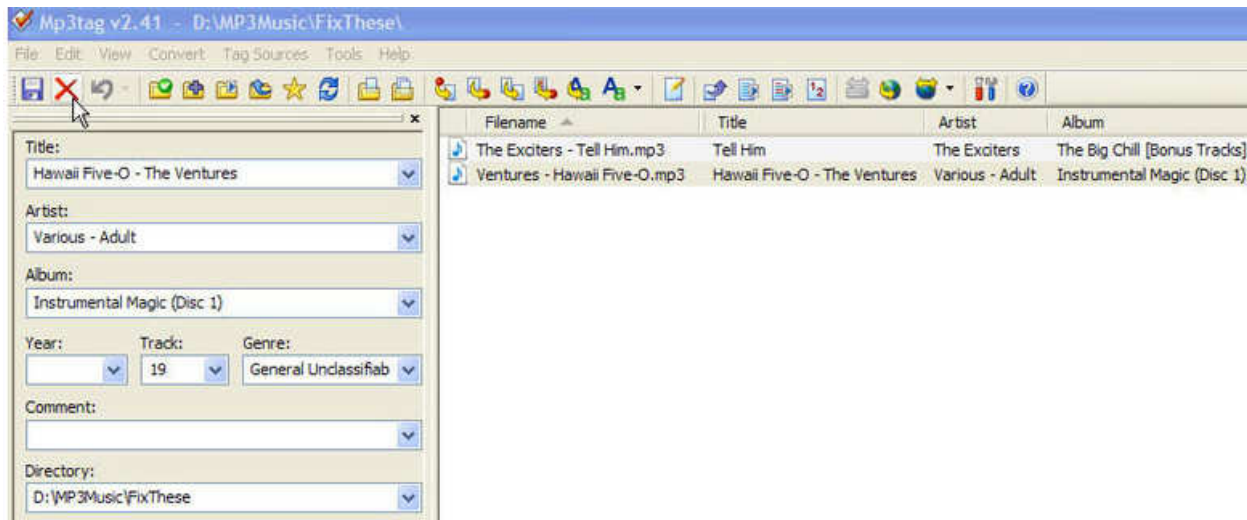 Mp3tag v2.41 - D:\MP3Music\FixThese\
File Edit View Convert Tag Sources Tools Help
Filename Title Artist Album
The Exciters - Tell Him.mp3 Tell Him The Exciters The Big Chill [Bonus Tracks]
Ventures - Hawaii Five-O.mp3 Hawaii Five-O - The Ventures Various - Adult Instrumental Magic (Disc 1)
Title:
Hawaii Five-O - The Ventures
Artist:
Various - Adult
Album:
Instrumental Magic (Disc 1)
Year: Track: Genre:
19 General Unclassifiab
Comment:
Directory:
D:\MP3Music\FixThese